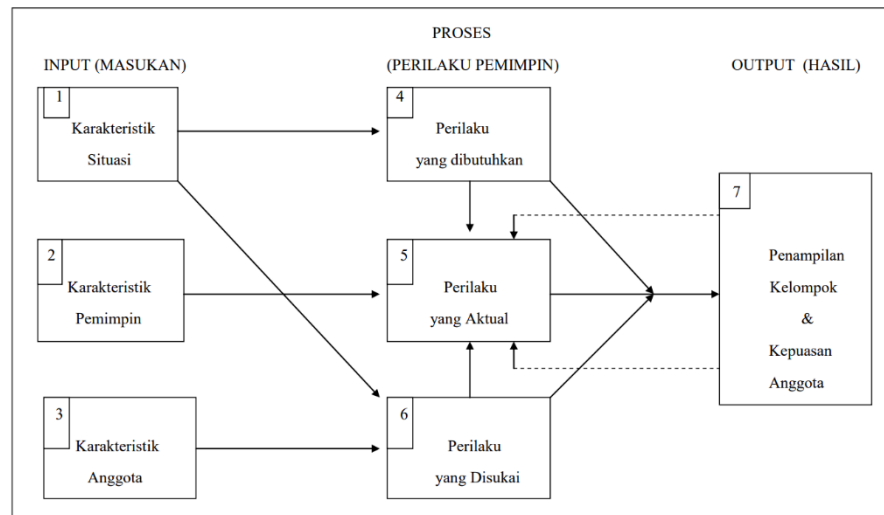 PROSES
INPUT (MASUKAN)
(PERILAKU PEMIMPIN)
OUTPUT (HASIL)
1
Karakteristik
Situasi
4
Perilaku
yang dibutuhkan
7
Penampilan
Kelompok
&
Kepuasan
Anggota
2
Karakteristik
Pemimpin
5
Perilaku
yang Aktual
3
Karakteristik
Anggota
6
Perilaku
yang Disukai